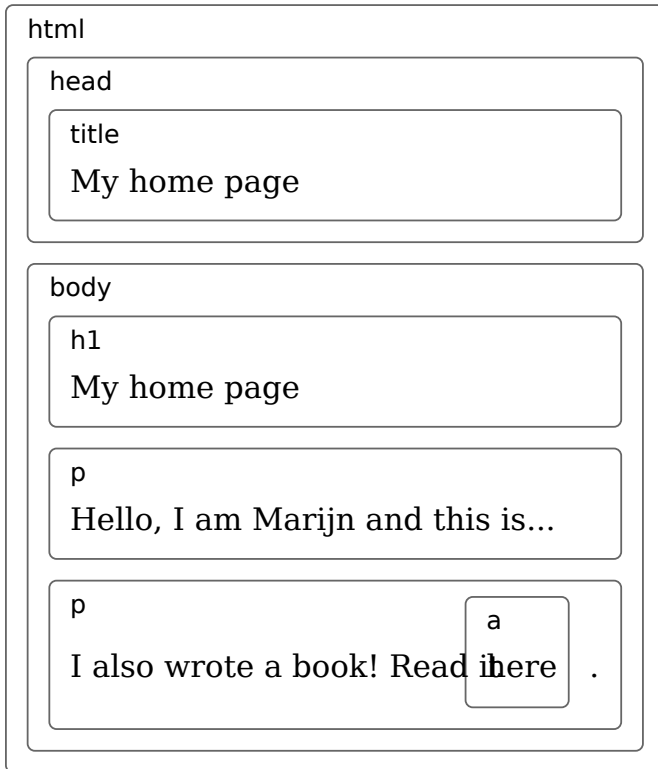 html
head
title
My home page
body
h1
My home page
p
Hello, I am Marijn and this is...
p
a
I also wrote a book! Read it here .